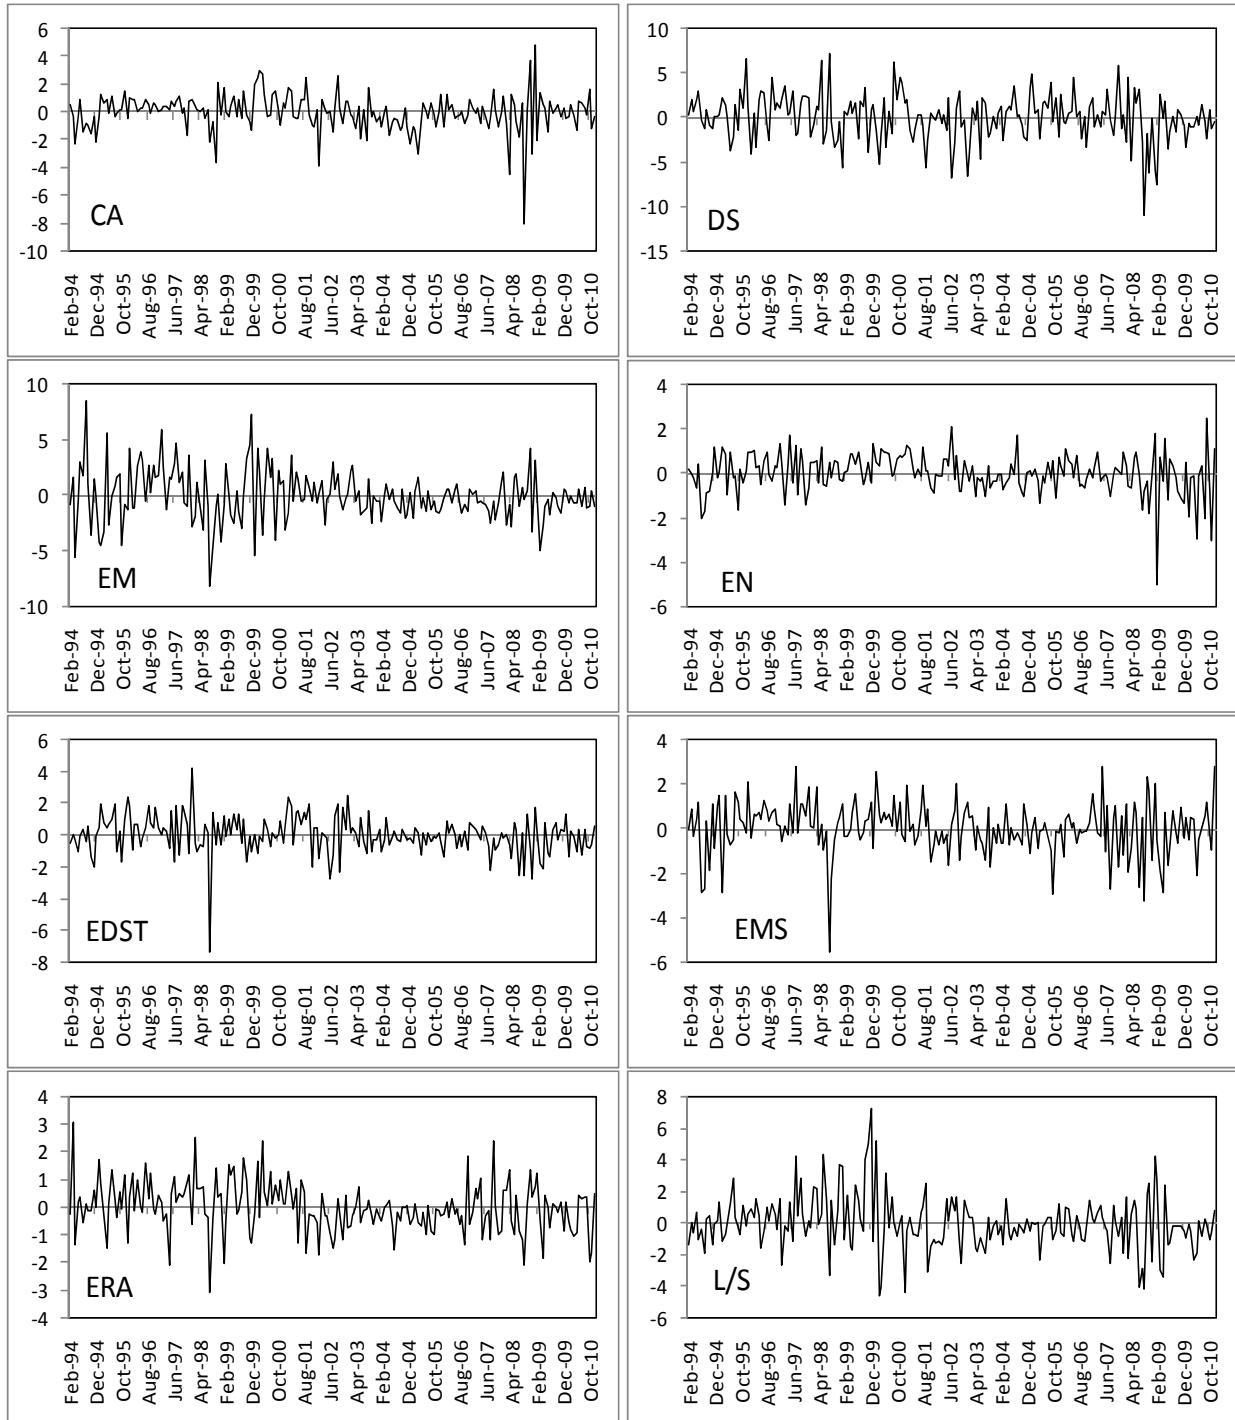 6
4
2
0
-2
-4
-6
-8
-10
CA
Feb-94
Dec-94
Oct-95
Aug-96
Jun-97
Apr-98
Feb-99
Dec-99
Oct-00
Aug-01
Jun-02
Apr-03
Feb-04
Dec-04
Oct-05
Aug-06
Jun-07
Apr-08
Feb-09
Dec-09
Oct-10
10
5
0
-5
-10
-15
DS
Feb-94
Dec-94
Oct-95
Aug-96
Jun-97
Apr-98
Feb-99
Dec-99
Oct-00
Aug-01
Jun-02
Apr-03
Feb-04
Dec-04
Oct-05
Aug-06
Jun-07
Apr-08
Feb-09
Dec-09
Oct-10
10
5
0
-5
-10
EM
Feb-94
Dec-94
Oct-95
Aug-96
Jun-97
Apr-98
Feb-99
Dec-99
Oct-00
Aug-01
Jun-02
Apr-03
Feb-04
Dec-04
Oct-05
Aug-06
Jun-07
Apr-08
Feb-09
Dec-09
Oct-10
4
2
0
-2
-4
-6
EN
Feb-94
Dec-94
Oct-95
Aug-96
Jun-97
Apr-98
Feb-99
Dec-99
Oct-00
Aug-01
Jun-02
Apr-03
Feb-04
Dec-04
Oct-05
Aug-06
Jun-07
Apr-08
Feb-09
Dec-09
Oct-10
6
4
2
0
-2
-4
-6
-8
EDST
Feb-94
Dec-94
Oct-95
Aug-96
Jun-97
Apr-98
Feb-99
Dec-99
Oct-00
Aug-01
Jun-02
Apr-03
Feb-04
Dec-04
Oct-05
Aug-06
Jun-07
Apr-08
Feb-09
Dec-09
Oct-10
4
2
0
-2
-4
-6
EMS
Feb-94
Dec-94
Oct-95
Aug-96
Jun-97
Apr-98
Feb-99
Dec-99
Oct-00
Aug-01
Jun-02
Apr-03
Feb-04
Dec-04
Oct-05
Aug-06
Jun-07
Apr-08
Feb-09
Dec-09
Oct-10
4
3
2
1
0
-1
-2
-3
-4
ERA
Feb-94
Dec-94
Oct-95
Aug-96
Jun-97
Apr-98
Feb-99
Dec-99
Oct-00
Aug-01
Jun-02
Apr-03
Feb-04
Dec-04
Oct-05
Aug-06
Jun-07
Apr-08
Feb-09
Dec-09
Oct-10
8
6
4
2
0
-2
-4
-6
L/S
Feb-94
Dec-94
Oct-95
Aug-96
Jun-97
Apr-98
Feb-99
Dec-99
Oct-00
Aug-01
Jun-02
Apr-03
Feb-04
Dec-04
Oct-05
Aug-06
Jun-07
Apr-08
Feb-09
Dec-09
Oct-10